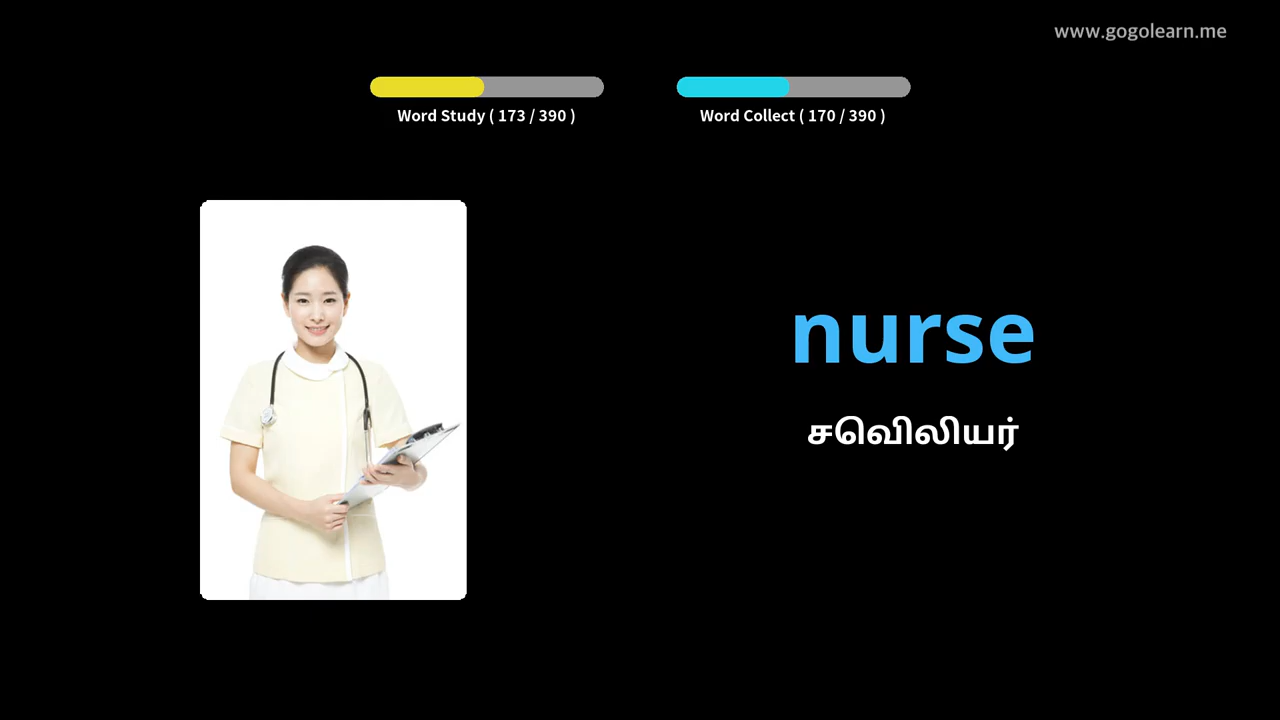 www.gogolearn.me
Word Study ( 173 / 390 )
Word Collect ( 170 / 390 )
nurse
சவெிலியர்